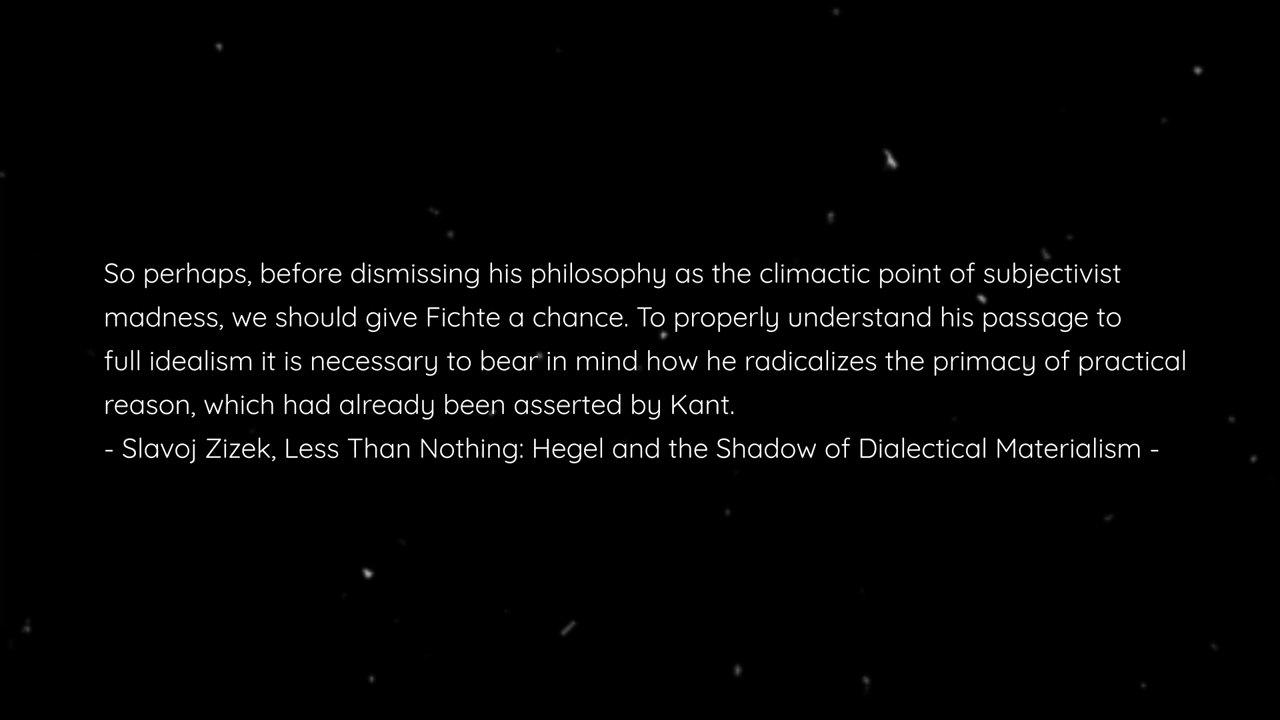 So perhaps, before dismissing his philosophy as the climactic point of subjectivist
madness, we should give Fichte a chance. To properly understand his passage to
full idealism it is necessary to bear in mind how he radicalizes the primacy of practical
reason, which had already been asserted by Kant.
- Slavoj Zizek, Less Than Nothing: Hegel and the Shadow of Dialectical Materialism -